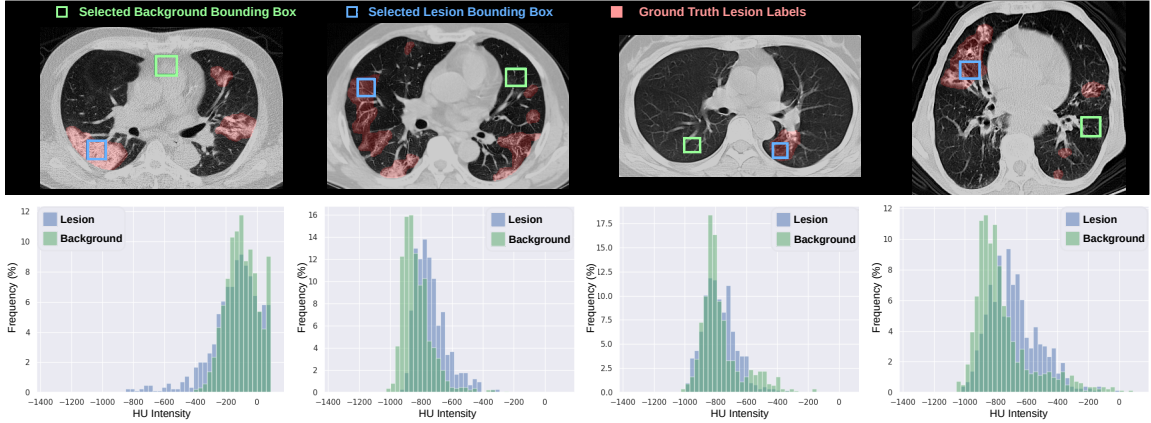 Selected Background Bounding Box Selected Lesion Bounding Box Ground Truth Lesion Labels
Lesion
Background
Frequency (%)
12
10
8
6
4
2
0
−1400 −1200 −1000 −800 −600 −400 −200 0
HU Intensity
Lesion
Background
Frequency (%)
16
14
12
10
8
6
4
2
0
−1400 −1200 −1000 −800 −600 −400 −200 0
HU Intensity
Lesion
Background
Frequency (%)
17.5
15.0
12.5
10.0
7.5
5.0
2.5
0.0
−1400 −1200 −1000 −800 −600 −400 −200 0
HU Intensity
Lesion
Background
Frequency (%)
12
10
8
6
4
2
0
−1400 −1200 −1000 −800 −600 −400 −200 0
HU Intensity